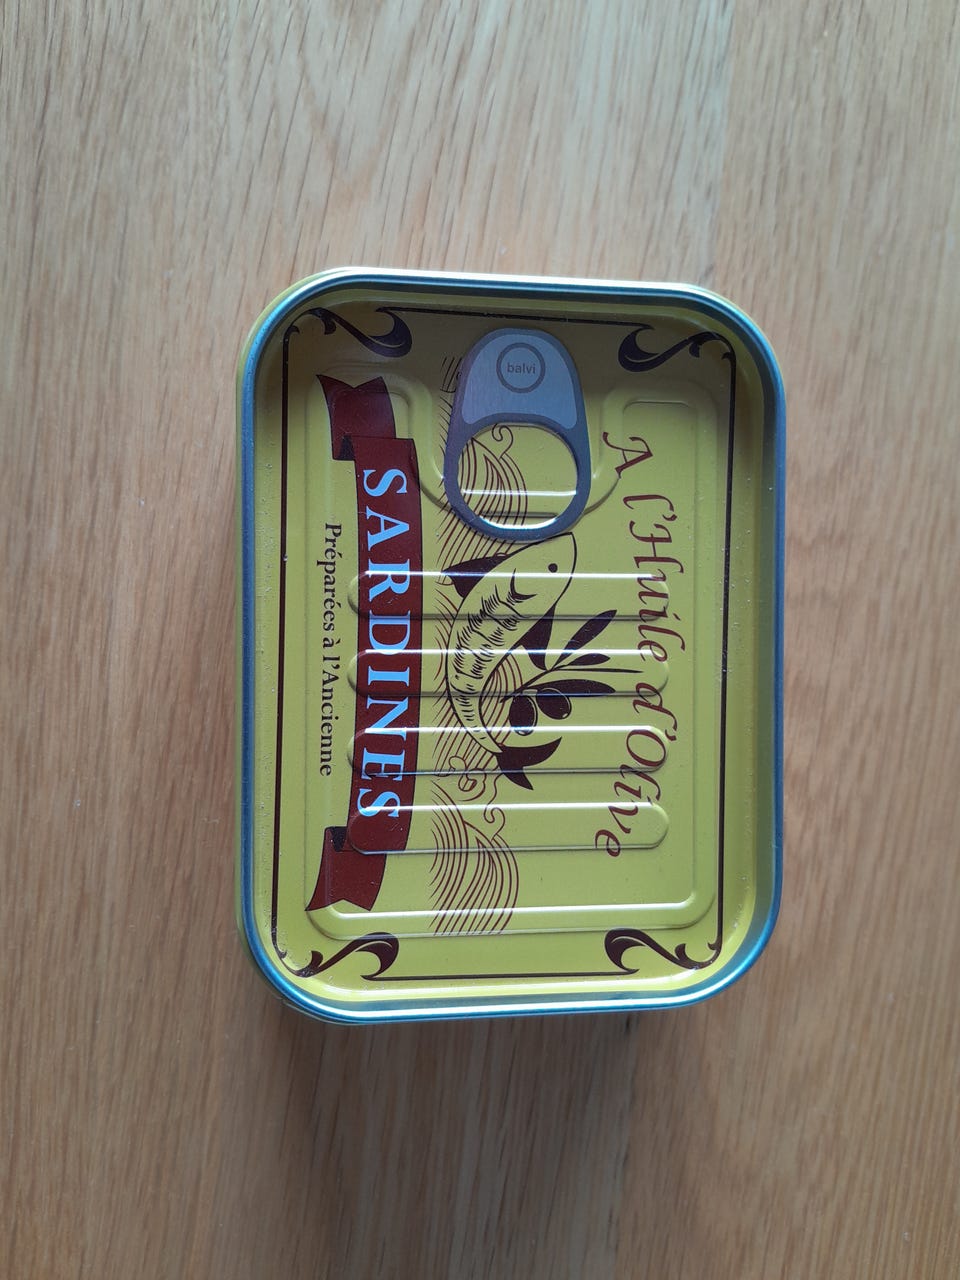 A l'Huile d'Olive
balvi
SARDINES
Préparées à l'Ancienne